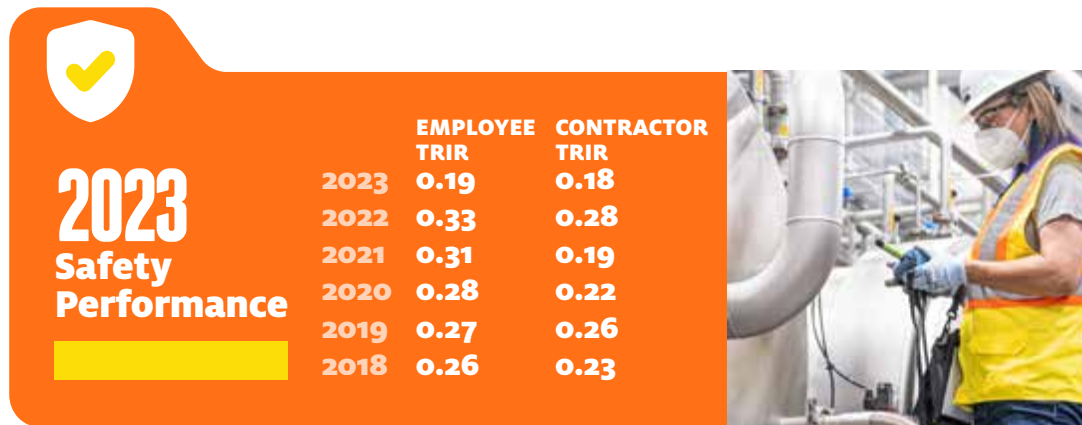 2023
Safety
Performance
EMPLOYEE CONTRACTOR
TRIR TRIR
2023 0.19 0.18
2022 0.33 0.28
2021 0.31 0.19
2020 0.28 0.22
2019 0.27 0.26
2018 0.26 0.23